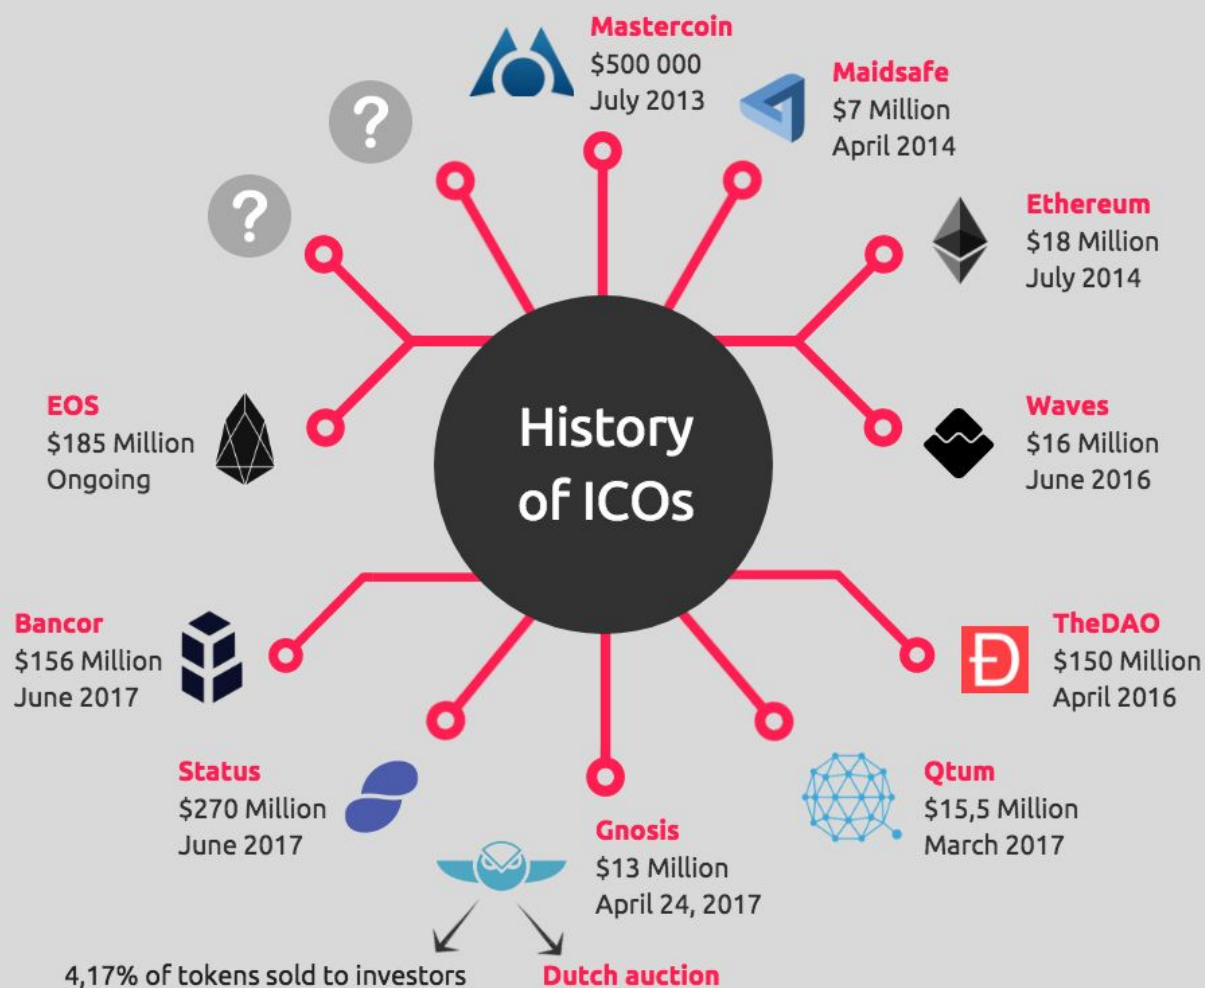 Mastercoin
$500 000
July 2013
Maidsafe
$7 Million
April 2014
?
?
Ethereum
$18 Million
July 2014
EOS
$185 Million
Ongoing
History
of ICOs
Waves
$16 Million
June 2016
Bancor
$156 Million
June 2017
TheDAO
$150 Million
April 2016
Status
$270 Million
June 2017
Gnosis
$13 Million
April 24, 2017
Qtum
$15,5 Million
March 2017
4,17% of tokens sold to investors
Dutch auction